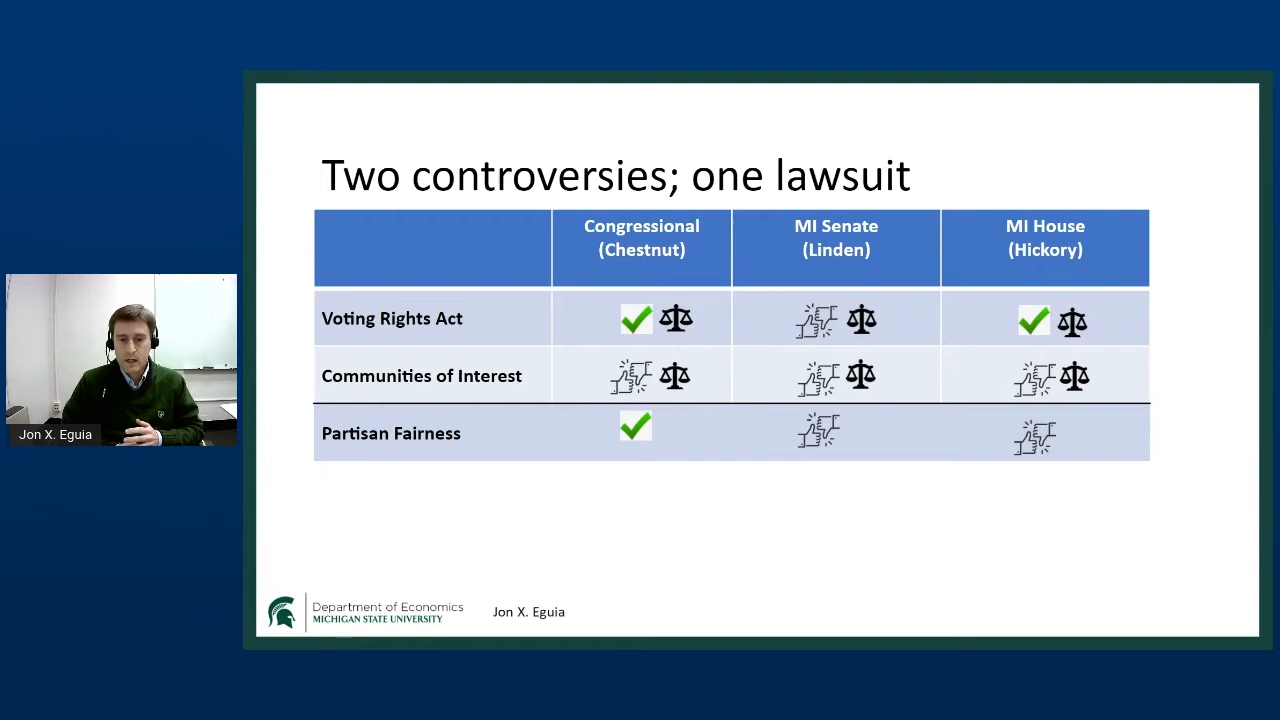 Two controversies; one lawsuit
Congressional
(Chestnut)
MI Senate
(Linden)
MI House
(Hickory)
Voting Rights Act
Communities of Interest
Partisan Fairness
Jon X. Eguia
Department of Economics
MICHIGAN STATE UNIVERSITY
Jon X. Eguia